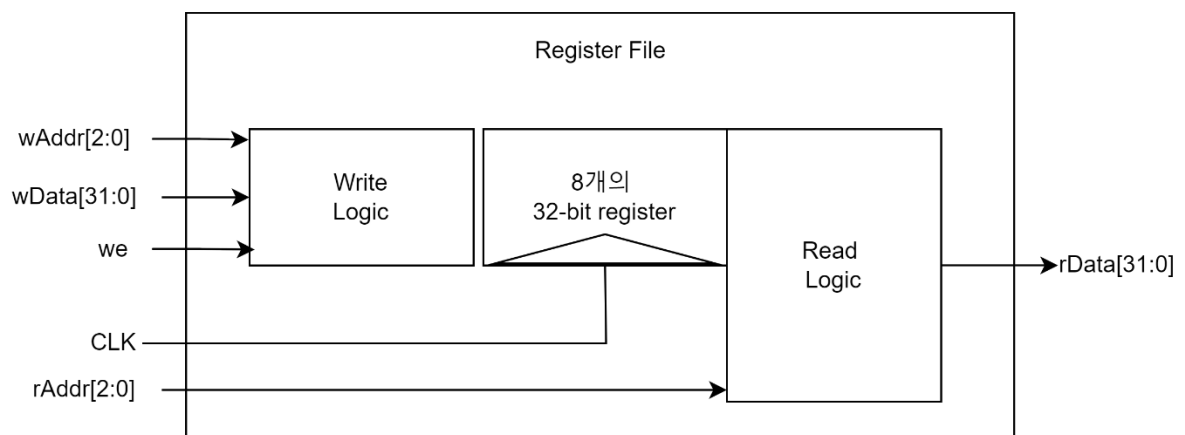 Register File
wAddr[2:0]
wData[31:0]
we
CLK
rAddr[2:0]
Write
Logic
8개의
32-bit register
Read
Logic
rData[31:0]